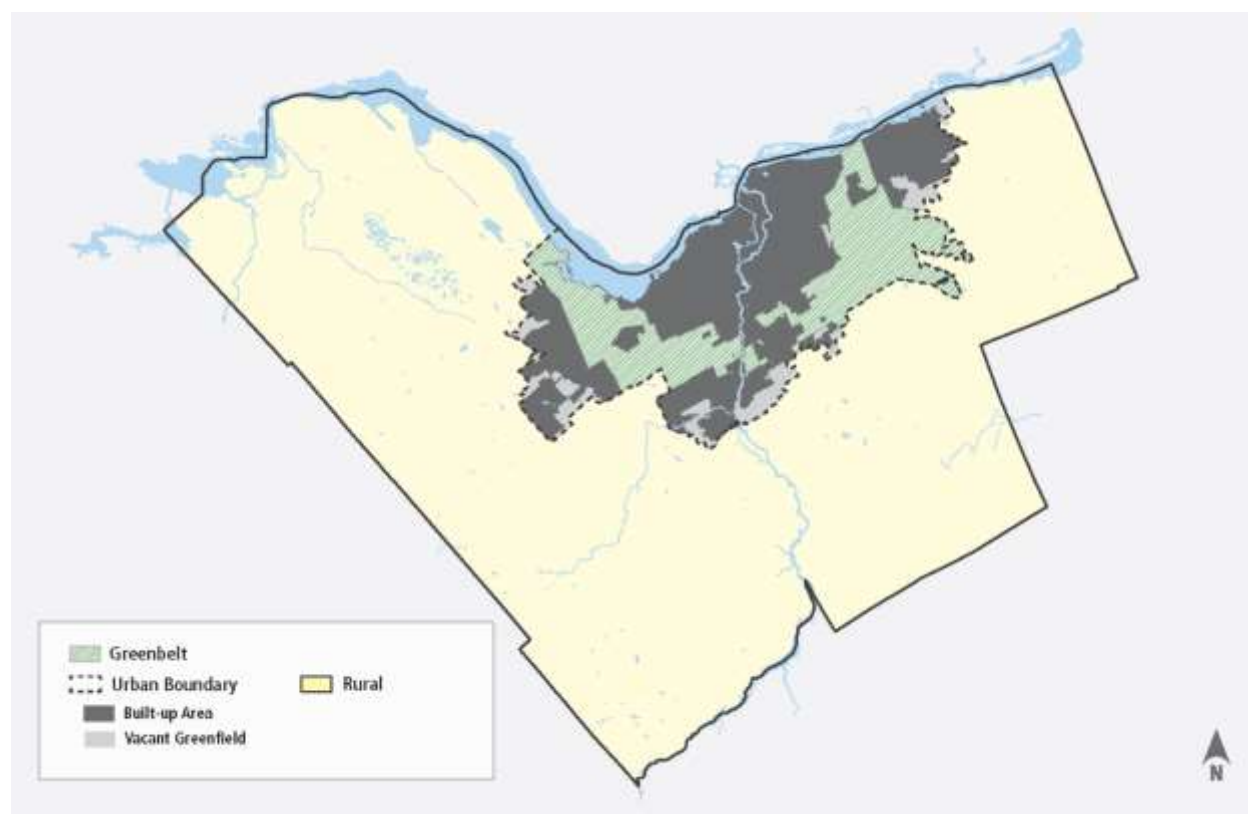 Greenbelt
Urban Boundary
Rural
Built-up Area
Vacant Greenfield
N